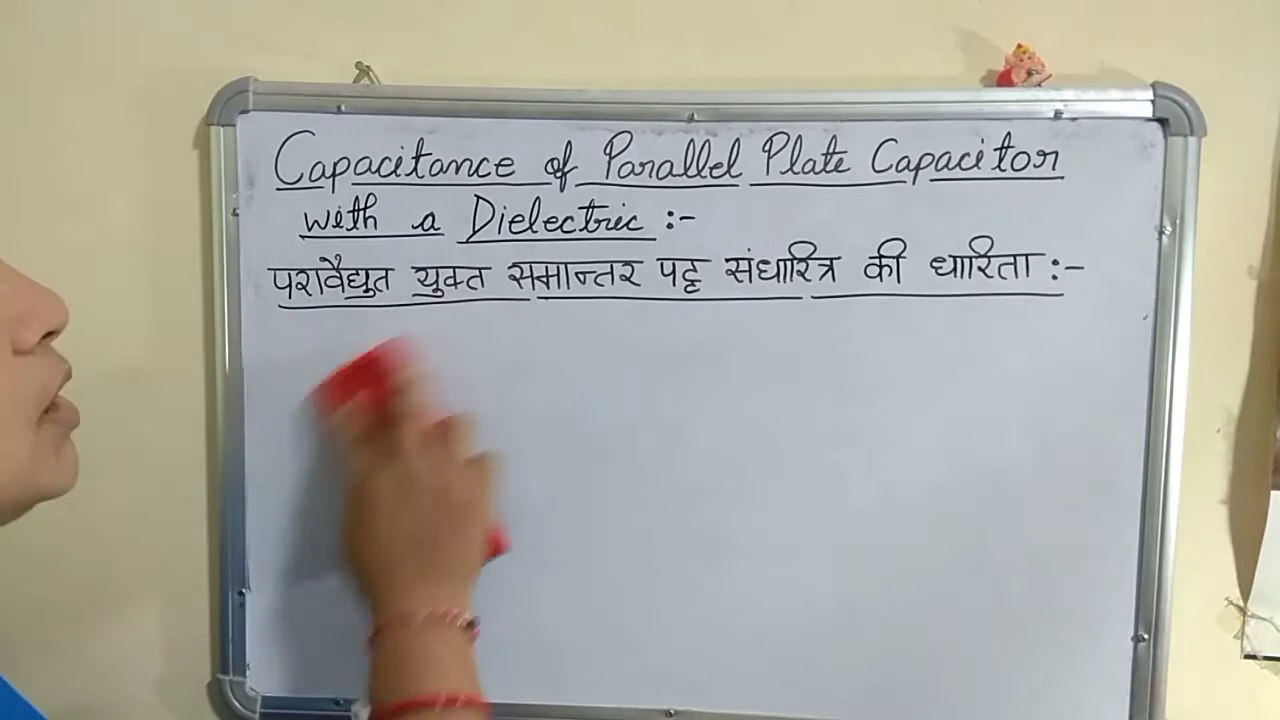 Capacitance of Parallel Plate Capacitor
with a Dielectric :-
परावैद्युत युक्त समान्तर पट्ट संधारित्र की धारिता :-